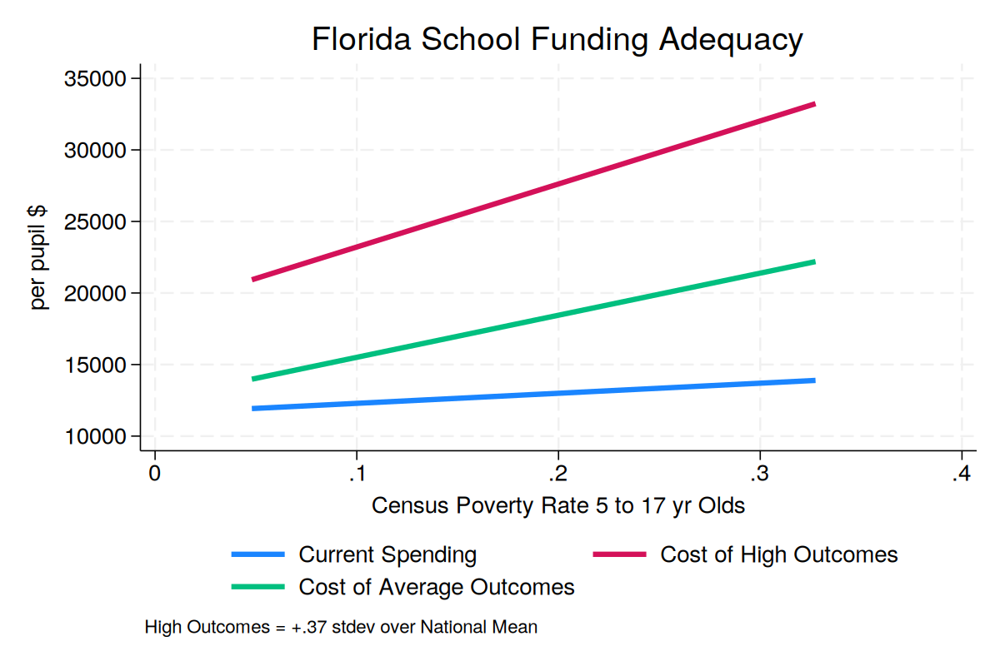 Florida School Funding Adequacy
35000
30000
25000
20000
15000
10000
per pupil $
0 .1 .2 .3 .4
Census Poverty Rate 5 to 17 yr Olds
Current Spending Cost of High Outcomes
Cost of Average Outcomes
High Outcomes = +.37 stdev over National Mean